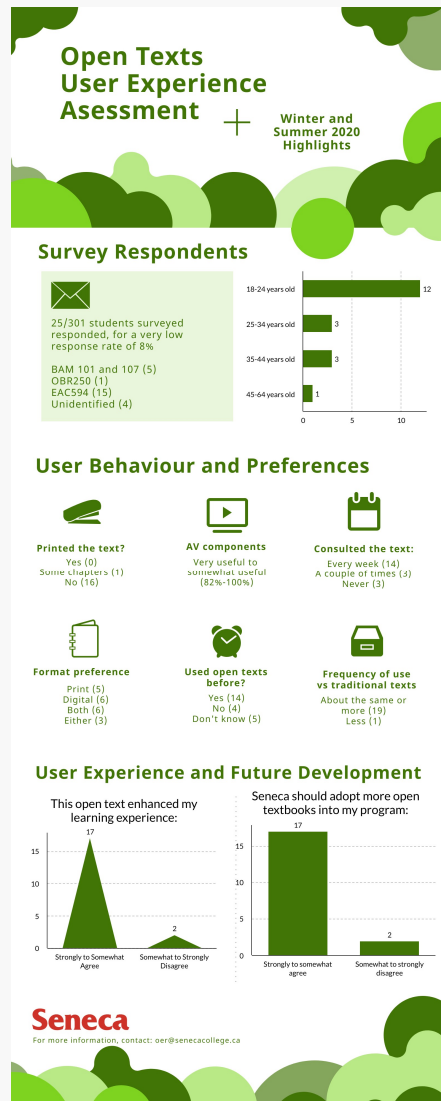 Open Texts
User Experience
Asessment
Winter and
Summer 2020
Highlights
Survey Respondents
25/301 students surveyed
responded, for a very low
response rate of 8%
BAM 101 and 107 (5)
OBR250 (1)
EAC594 (15)
Unidentified (4)
18-24 years old
12
25-34 years old
3
35-44 years old
3
45-64 years old
1
0 5 10
User Behaviour and Preferences
Printed the text?
Yes (0)
Some chapters (1)
No (16)
AV components
Very useful to
somewhat useful
(82%-100%)
Consulted the text:
Every week (14)
A couple of times (3)
Never (3)
Format preference
Print (5)
Digital (6)
Both (6)
Either (3)
Used open texts
before?
Yes (14)
No (4)
Don't know (5)
Frequency of use
vs traditional texts
About the same or
more (19)
Less (1)
User Experience and Future Development
This open text enhanced my
learning experience:
17
15
10
5
2
0
Strongly to Somewhat
Agree
Somewhat to Strongly
Disagree
Seneca should adopt more open
textbooks into my program:
17
15
10
5
2
0
Strongly to somewhat
agree
Somewhat to strongly
disagree
Seneca
For more information, contact: oer@senecacollege.ca